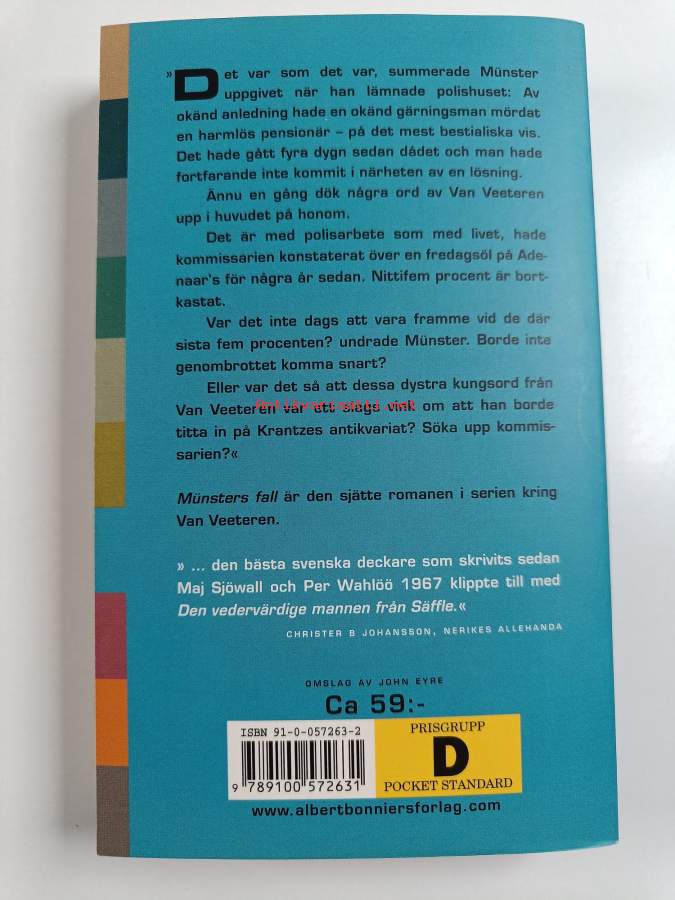 »Det var som det var, summerade Münster
uppgivet när han lämnade polishuset: Av
okänd anledning hade en okänd gärningsman mördat
en harmlös pensionär – på det mest bestialiska vis.
Det hade gått fyra dygn sedan dådet och man hade
fortfarande inte kommit i närheten av en lösning.
Ännu en gång dök några ord av Van Veeteren
upp i huvudet på honom.
Det är med polisarbete som med livet, hade
kommissarien konstaterat över en fredagsöl på Ade-
naar's för några år sedan. Nittifem procent är bort-
kastat.
Var det inte dags att vara framme vid de där
sista fem procenten? undrade Münster. Borde inte
genombrottet komma snart?
Eller var det så att dessa dystra kungsord från
Van Veeteren var ett slags vink om att han borde
titta in på Krantzes antikvariat? Söka upp kommis-
sarien?«
Münsters fall är den sjätte romanen i serien kring
Van Veeteren.
» ... den bästa svenska deckare som skrivits sedan
Maj Sjöwall och Per Wahlöö 1967 klippte till med
Den vedervärdige mannen från Säffle.«
CHRISTER B JOHANSSON, NERIKES ALLEHANDA
OMSLAG AV JOHN EYRE
Ca 59:-
ISBN 91-0-057263-2
9 789100 572631
PRISGRUPP
D
POCKET STANDARD
www.albertbonniersforlag.com